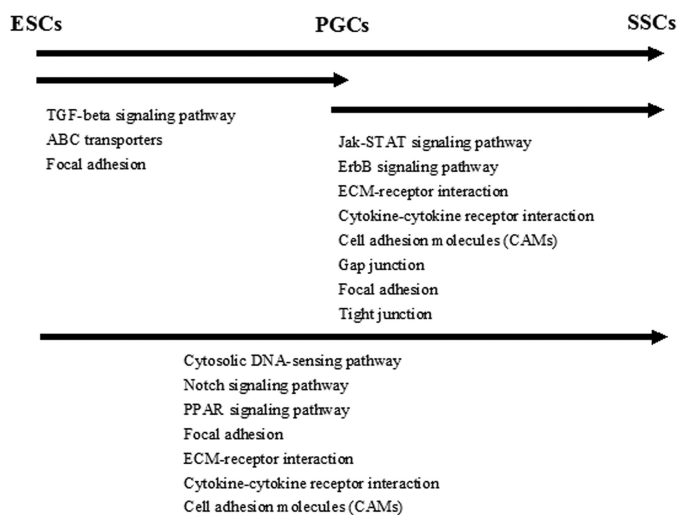 ESCs PGCs SSCs
TGF-beta signaling pathway
ABC transporters
Focal adhesion
Jak-STAT signaling pathway
ErbB signaling pathway
ECM-receptor interaction
Cytokine-cytokine receptor interaction
Cell adhesion molecules (CAMs)
Gap junction
Focal adhesion
Tight junction
Cytosolic DNA-sensing pathway
Notch signaling pathway
PPAR signaling pathway
Focal adhesion
ECM-receptor interaction
Cytokine-cytokine receptor interaction
Cell adhesion molecules (CAMs)